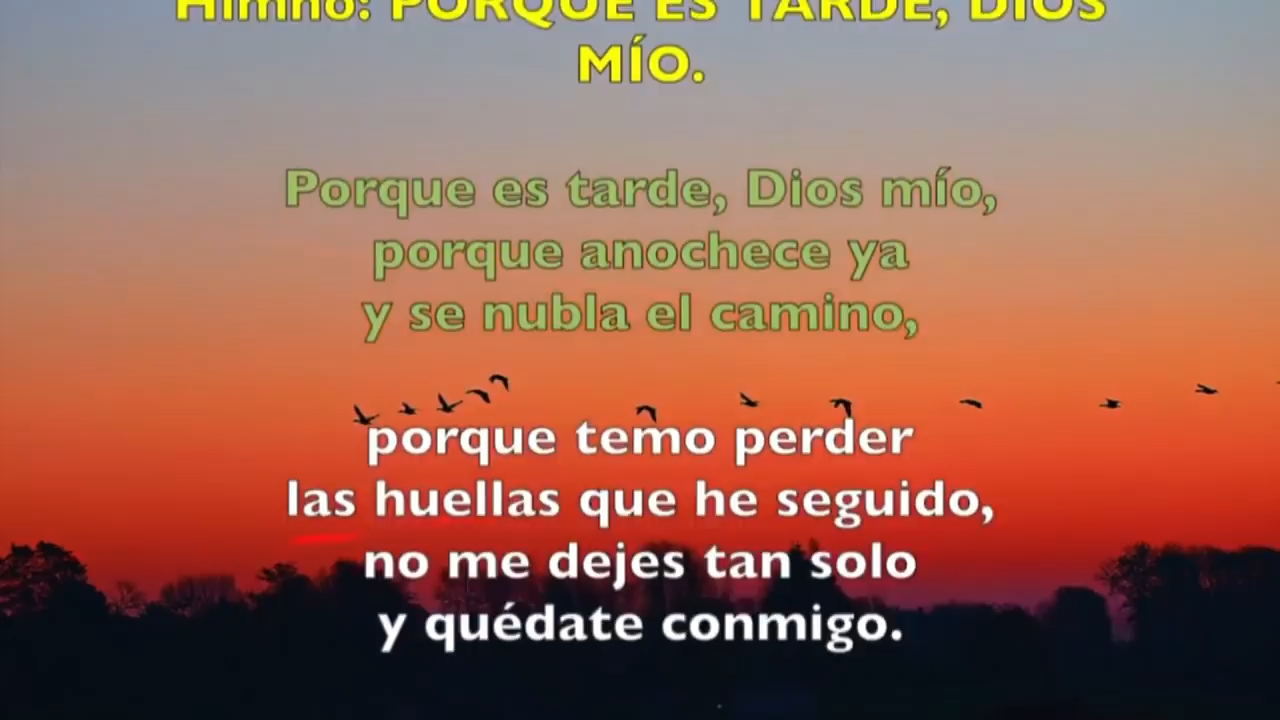 Himno: PORQUE ES TARDE, DIOS
MÍO.
Porque es tarde, Dios mío,
porque anochece ya
y se nubla el camino,
porque temo perder
las huellas que he seguido,
no me dejes tan solo
y quédate conmigo.